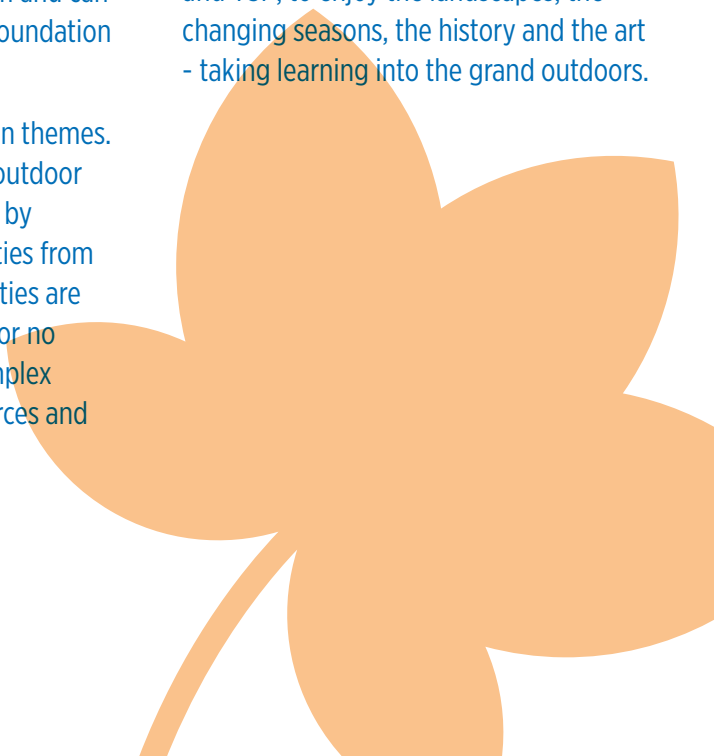 oundation
n themes.
outdoor
by
ties from
ties are
or no
plex
rces and
changing seasons, the history and the art
- taking learning into the grand outdoors.